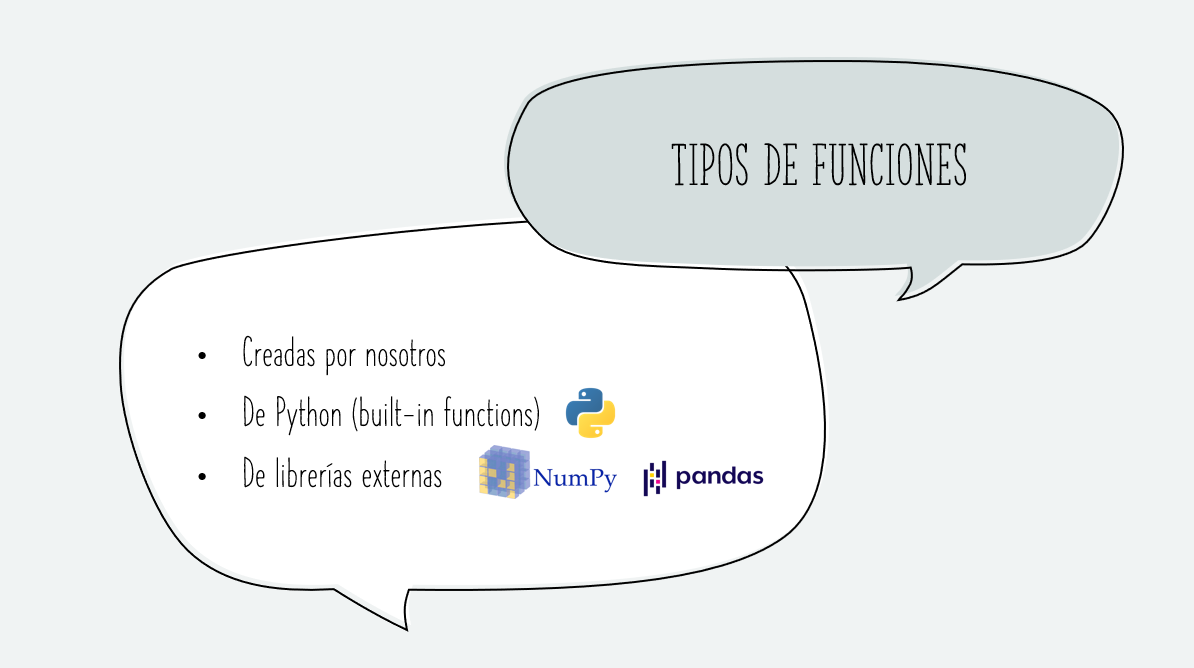 TIPOS DE FUNCIONES
• Creadas por nosotros
• De Python (built-in functions)
• De librerías externas NumPy pandas